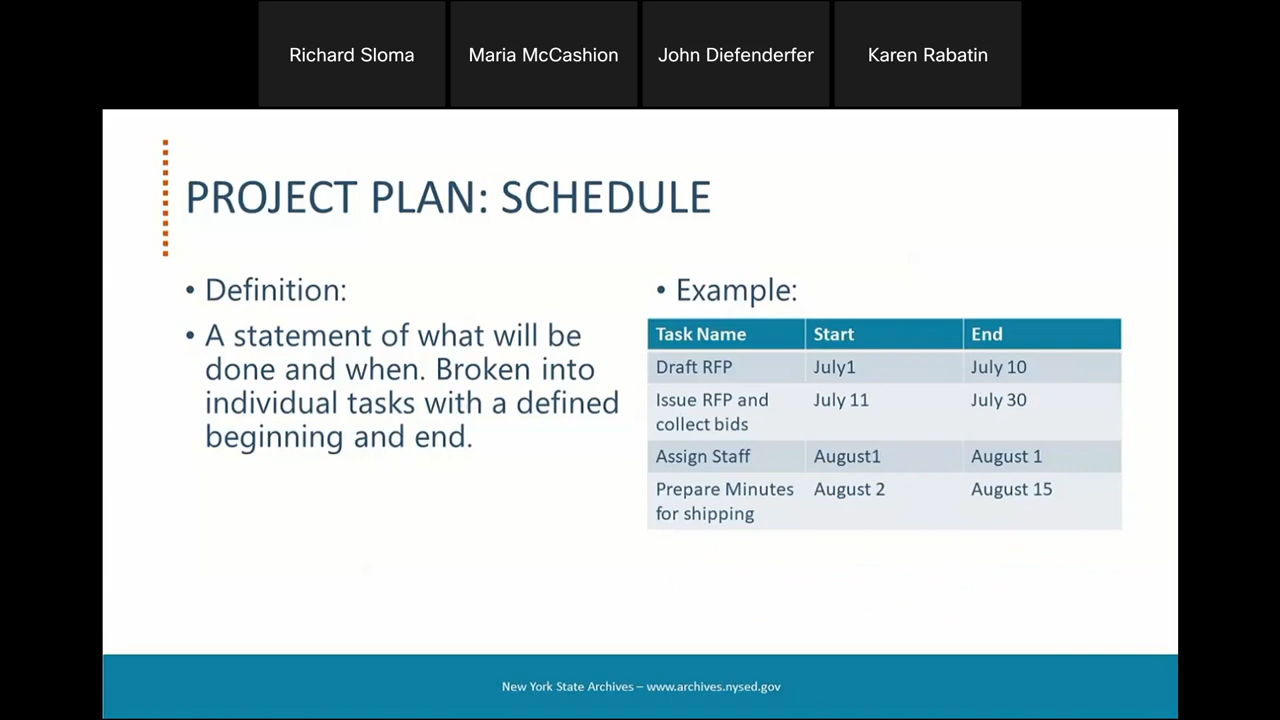 Richard Sloma
Maria McCashion
John Diefenderfer
Karen Rabatin
PROJECT PLAN: SCHEDULE
• Definition:
• A statement of what will be
done and when. Broken into
individual tasks with a defined
beginning and end.
• Example:
Task Name Start End
Draft RFP July1 July 10
Issue RFP and July 11 July 30
collect bids
Assign Staff August1 August 1
Prepare Minutes August 2 August 15
for shipping
New York State Archives – www.archives.nysed.gov